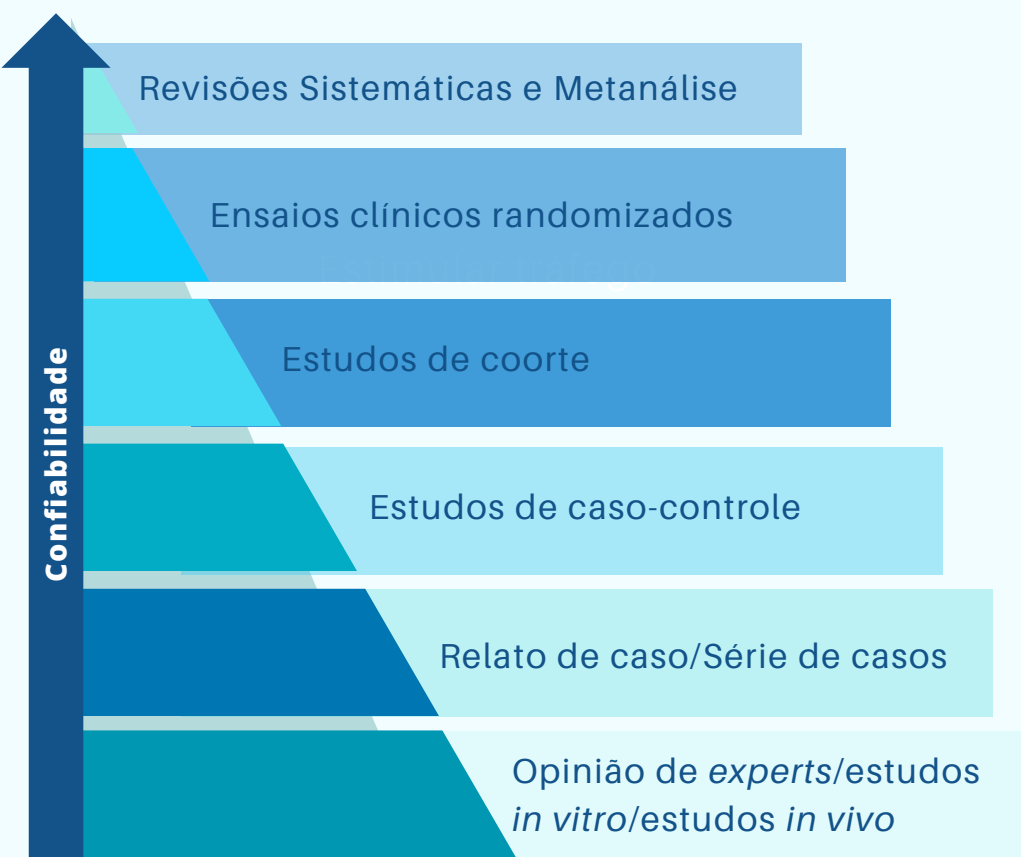 Revisões Sistemáticas e Metanálise
Ensaios clínicos randomizados
Estudos de coorte
Confiabilidade
Estudos de caso-controle
Relato de caso/Série de casos
Opinião de experts/estudos
in vitro/estudos in vivo